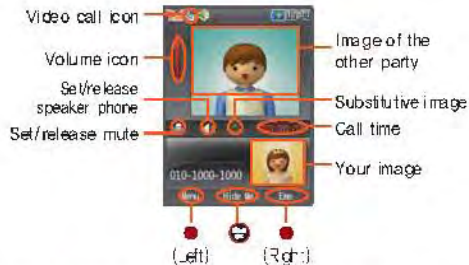 Video call icon
Volume icon
Image of the
other party
Set/release
speaker phone
Substitutive image
Set/release mute
Call time
Your image
010-1000-1000
Menu
Hide Me
End
(Left)
(Right)